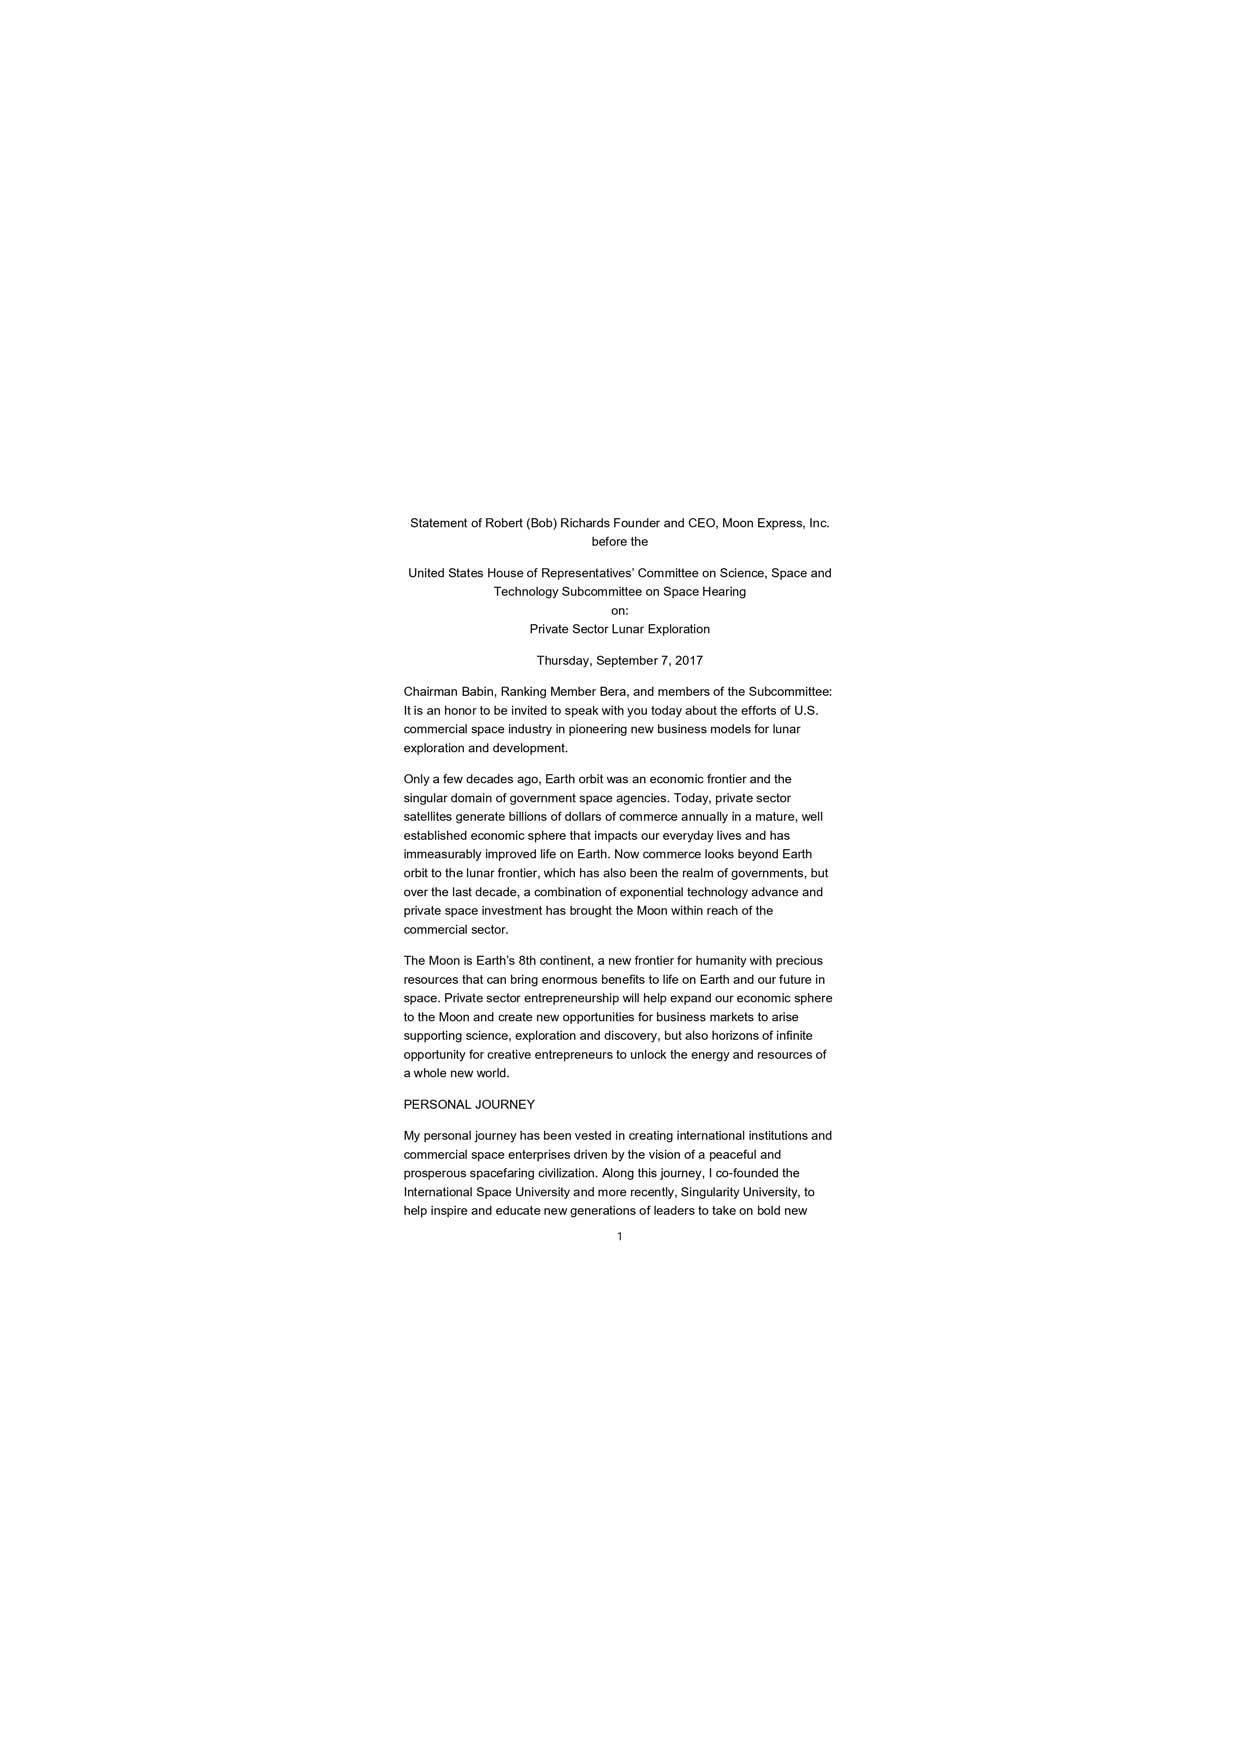 Statement of Robert (Bob) Richards Founder and CEO, Moon Express, Inc.
before the
United States House of Representatives’ Committee on Science, Space and
Technology Subcommittee on Space Hearing
on:
Private Sector Lunar Exploration
Thursday, September 7, 2017
Chairman Babin, Ranking Member Bera, and members of the Subcommittee:
It is an honor to be invited to speak with you today about the efforts of U.S.
commercial space industry in pioneering new business models for lunar
exploration and development.
Only a few decades ago, Earth orbit was an economic frontier and the
singular domain of government space agencies. Today, private sector
satellites generate billions of dollars of commerce annually in a mature, well
established economic sphere that impacts our everyday lives and has
immeasurably improved life on Earth. Now commerce looks beyond Earth
orbit to the lunar frontier, which has also been the realm of governments, but
over the last decade, a combination of exponential technology advance and
private space investment has brought the Moon within reach of the
commercial sector.
The Moon is Earth’s 8th continent, a new frontier for humanity with precious
resources that can bring enormous benefits to life on Earth and our future in
space. Private sector entrepreneurship will help expand our economic sphere
to the Moon and create new opportunities for business markets to arise
supporting science, exploration and discovery, but also horizons of infinite
opportunity for creative entrepreneurs to unlock the energy and resources of
a whole new world.
PERSONAL JOURNEY
My personal journey has been vested in creating international institutions and
commercial space enterprises driven by the vision of a peaceful and
prosperous spacefaring civilization. Along this journey, I co-founded the
International Space University and more recently, Singularity University, to
help inspire and educate new generations of leaders to take on bold new
1